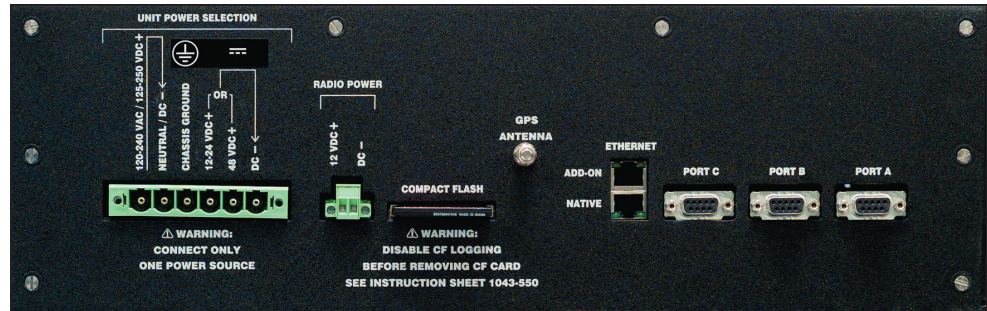 UNIT POWER SELECTION
120-240 VAC / 125-250 VDC +
NEUTRAL / DC −
CHASSIS GROUND
OR
12-24 VDC +
48 VDC +
DC −
RADIO POWER
12 VDC +
DC −
COMPACT FLASH
GPS
ANTENNA
ETHERNET
ADD-ON
NATIVE
PORT C
PORT B
PORT A
⚠ WARNING:
CONNECT ONLY
ONE POWER SOURCE
⚠ WARNING:
DISABLE CF LOGGING
BEFORE REMOVING CF CARD
SEE INSTRUCTION SHEET 1043-550